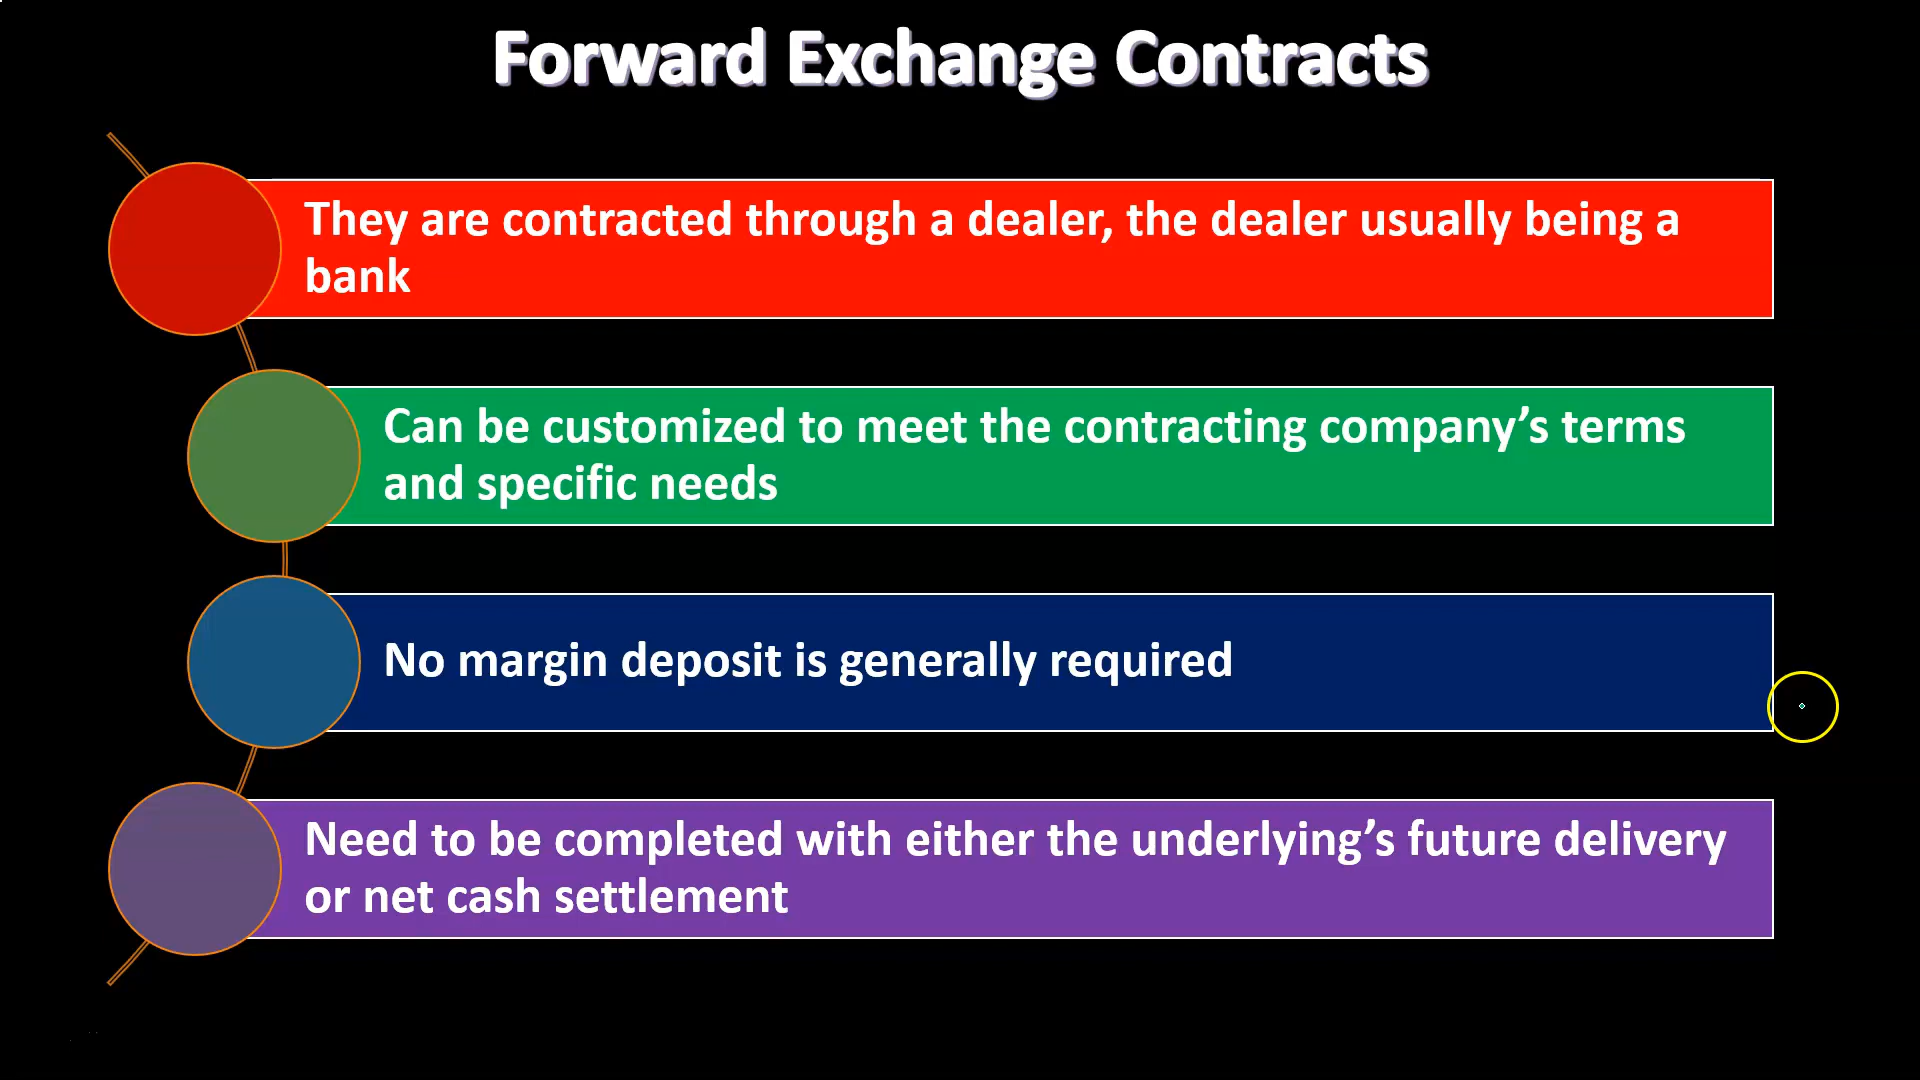 Forward Exchange Contracts
They are contracted through a dealer, the dealer usually being a
bank
Can be customized to meet the contracting company’s terms
and specific needs
No margin deposit is generally required
Need to be completed with either the underlying’s future delivery
or net cash settlement